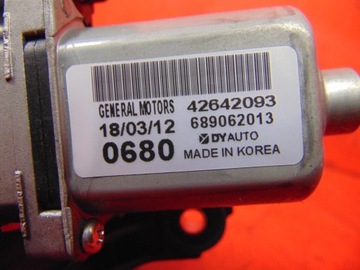 GENERAL MOTORS 42642093
18/03/12 689062013
0680 DYAUTO
MADE IN KOREA